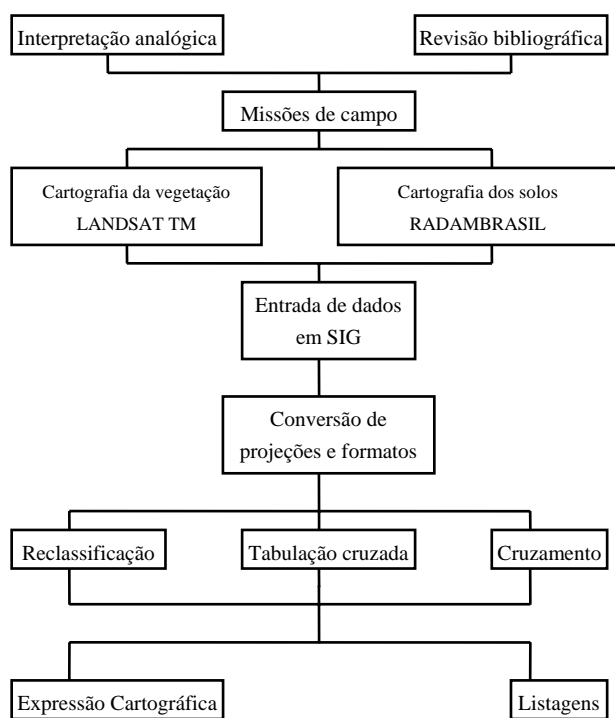 Interpretação analógica
Revisão bibliográfica
Missões de campo
Cartografia da vegetação
LANDSAT TM
Cartografia dos solos
RADAMBRASIL
Entrada de dados
em SIG
Conversão de
projeções e formatos
Reclassificação
Tabulação cruzada
Cruzamento
Expressão Cartográfica
Listagens